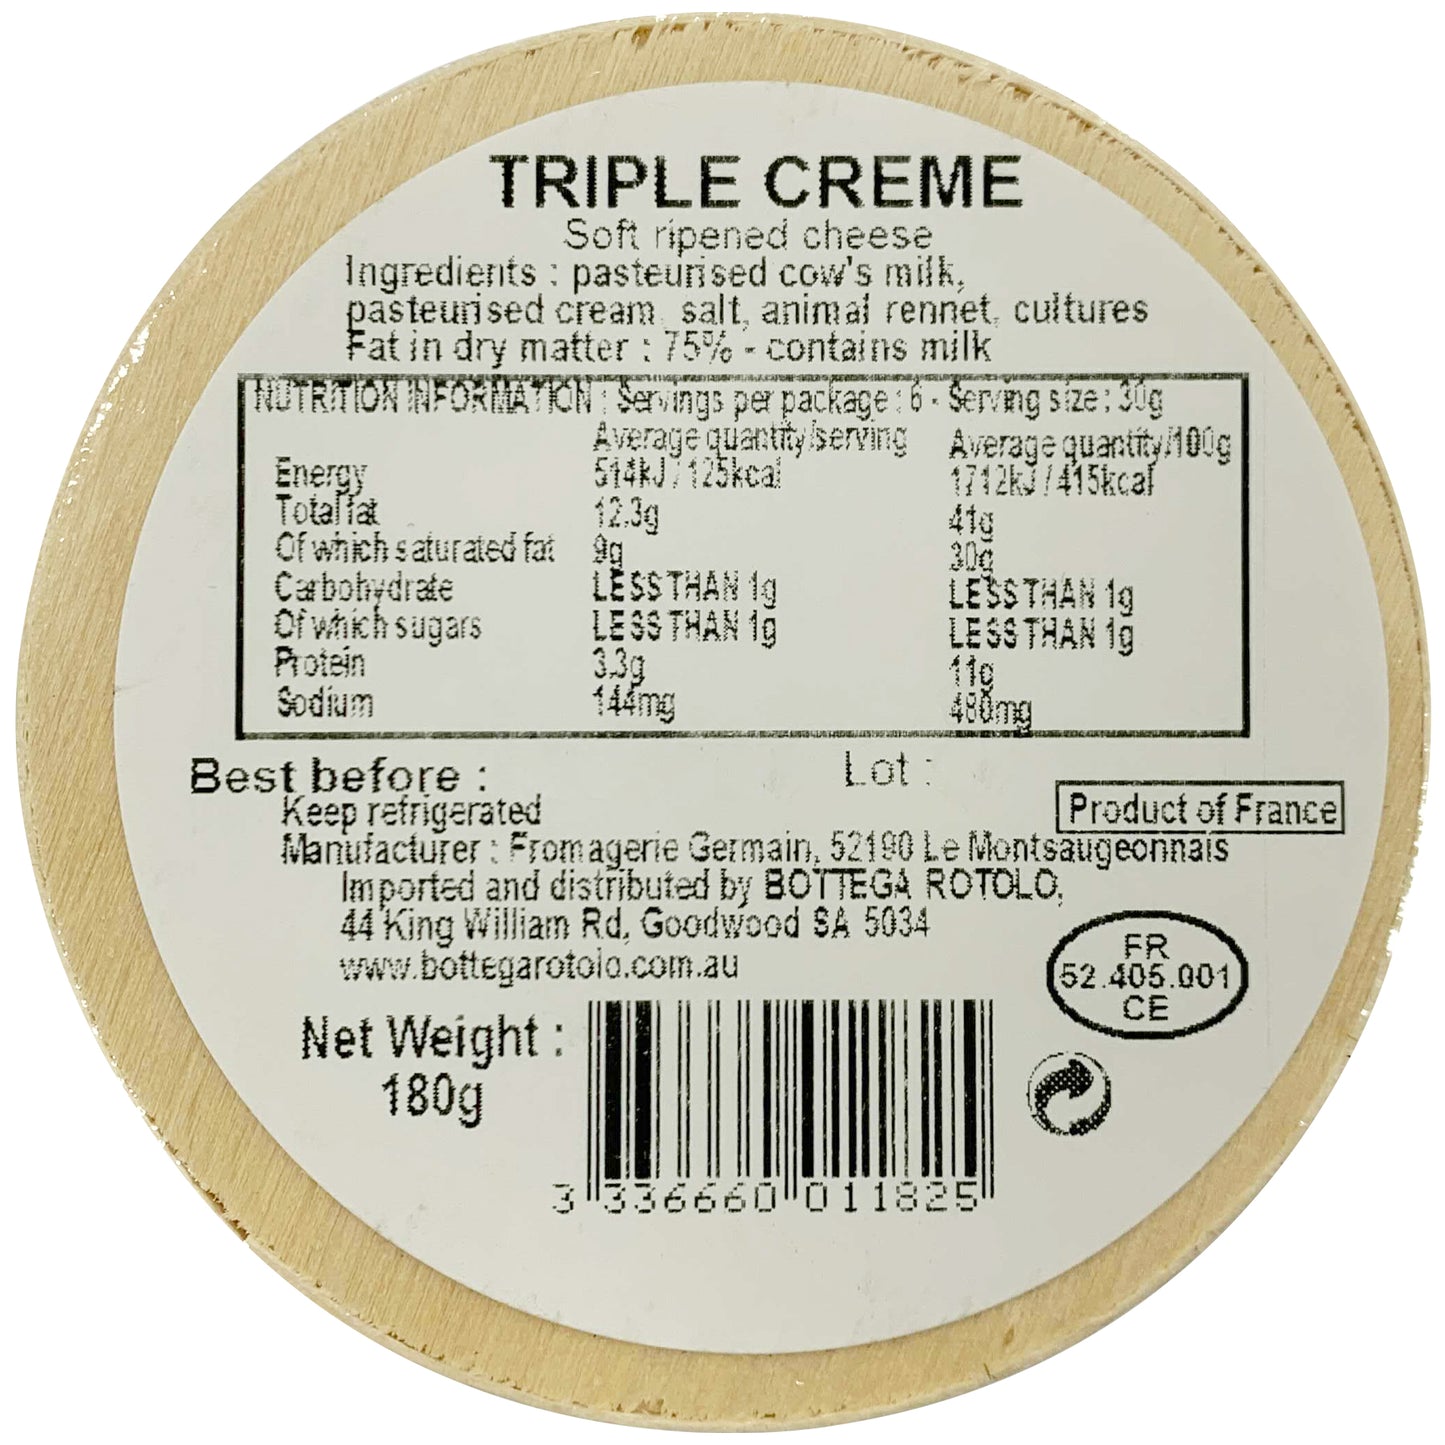 TRIPLE CREME
Soft ripened cheese
Ingredients : pasteurised cow's milk,
pasteurised cream, salt, animal rennet, cultures
Fat in dry matter : 75% - contains milk
NUTRITION INFORMATION : Servings per package : 6 - Serving size : 30g
Average quantity/serving Average quantity/100g
Energy 514kJ / 125kcal 1712kJ / 415kcal
Total fat 12.3g 41g
Of which saturated fat 9g 30g
Carbohydrate LESS THAN 1g LESS THAN 1g
Of which sugars LESS THAN 1g LESS THAN 1g
Protein 3.3g 11g
Sodium 144mg 480mg
Best before : Lot :
Keep refrigerated
Product of France
Manufacturer : Fromagerie Germain, 52190 Le Montsaugeonnais
Imported and distributed by BOTTEGA ROTOLO,
44 King William Rd, Goodwood SA 5034
www.bottegarotolo.com.au
FR
52.405.001
CE
Net Weight :
180g
3 336660 011825